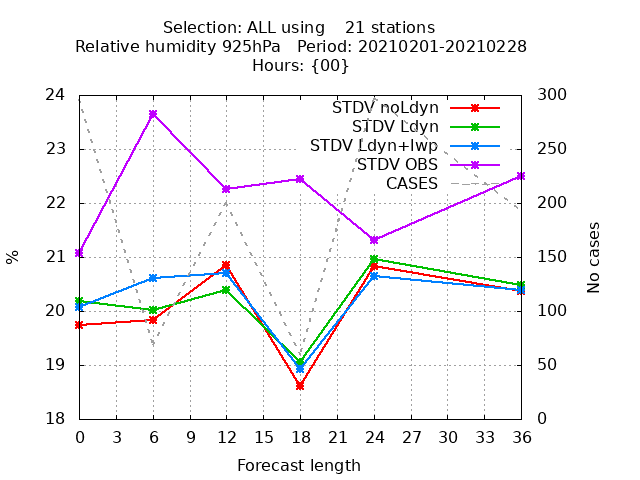 Selection: ALL using    21 stations
Relative humidity 925hPa   Period: 20210201-20210228
Hours: {00}
STDV noLdyn
STDV Ldyn
STDV Ldyn+lwp
STDV OBS
CASES
24
23
22
21
20
19
18
%
300
250
200
150
100
50
0
No cases
0 3 6 9 12 15 18 21 24 27 30 33 36
Forecast length